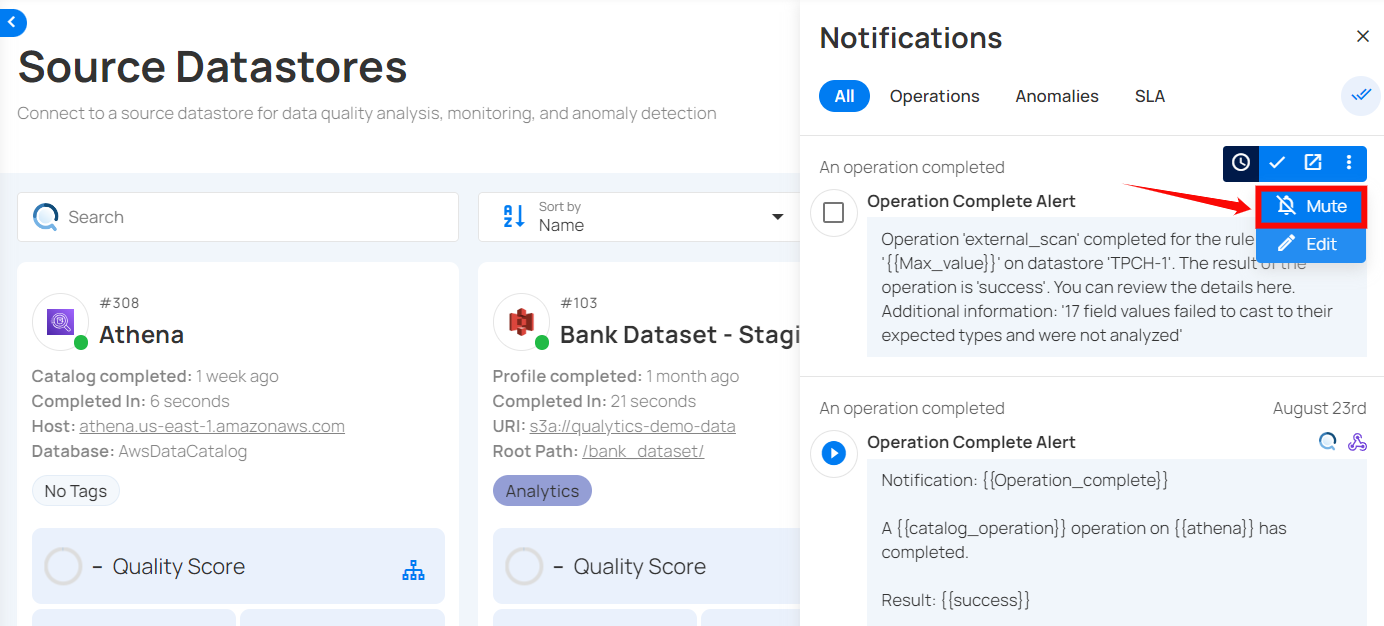 Source Datastores
Connect to a source datastore for data quality analysis, monitoring, and anomaly detection
Search
Sort by
Name
#308
Athena
Catalog completed: 1 week ago
Completed In: 6 seconds
Host: athena.us-east-1.amazonaws.com
Database: AwsDataCatalog
No Tags
– Quality Score
#103
Bank Dataset - Stagi
Profile completed: 1 month ago
Completed In: 21 seconds
URI: s3a://qualytics-demo-data
Root Path: /bank_dataset/
Analytics
– Quality Score
Notifications
All
Operations
Anomalies
SLA
An operation completed
Operation Complete Alert
Mute
Edit
Operation 'external_scan' completed for the rule
'{{Max_value}}' on datastore 'TPCH-1'. The result of the
operation is 'success'. You can review the details here.
Additional information: '17 field values failed to cast to their
expected types and were not analyzed'
An operation completed
August 23rd
Operation Complete Alert
Notification: {{Operation_complete}}
A {{catalog_operation}} operation on {{athena}} has
completed.
Result: {{success}}